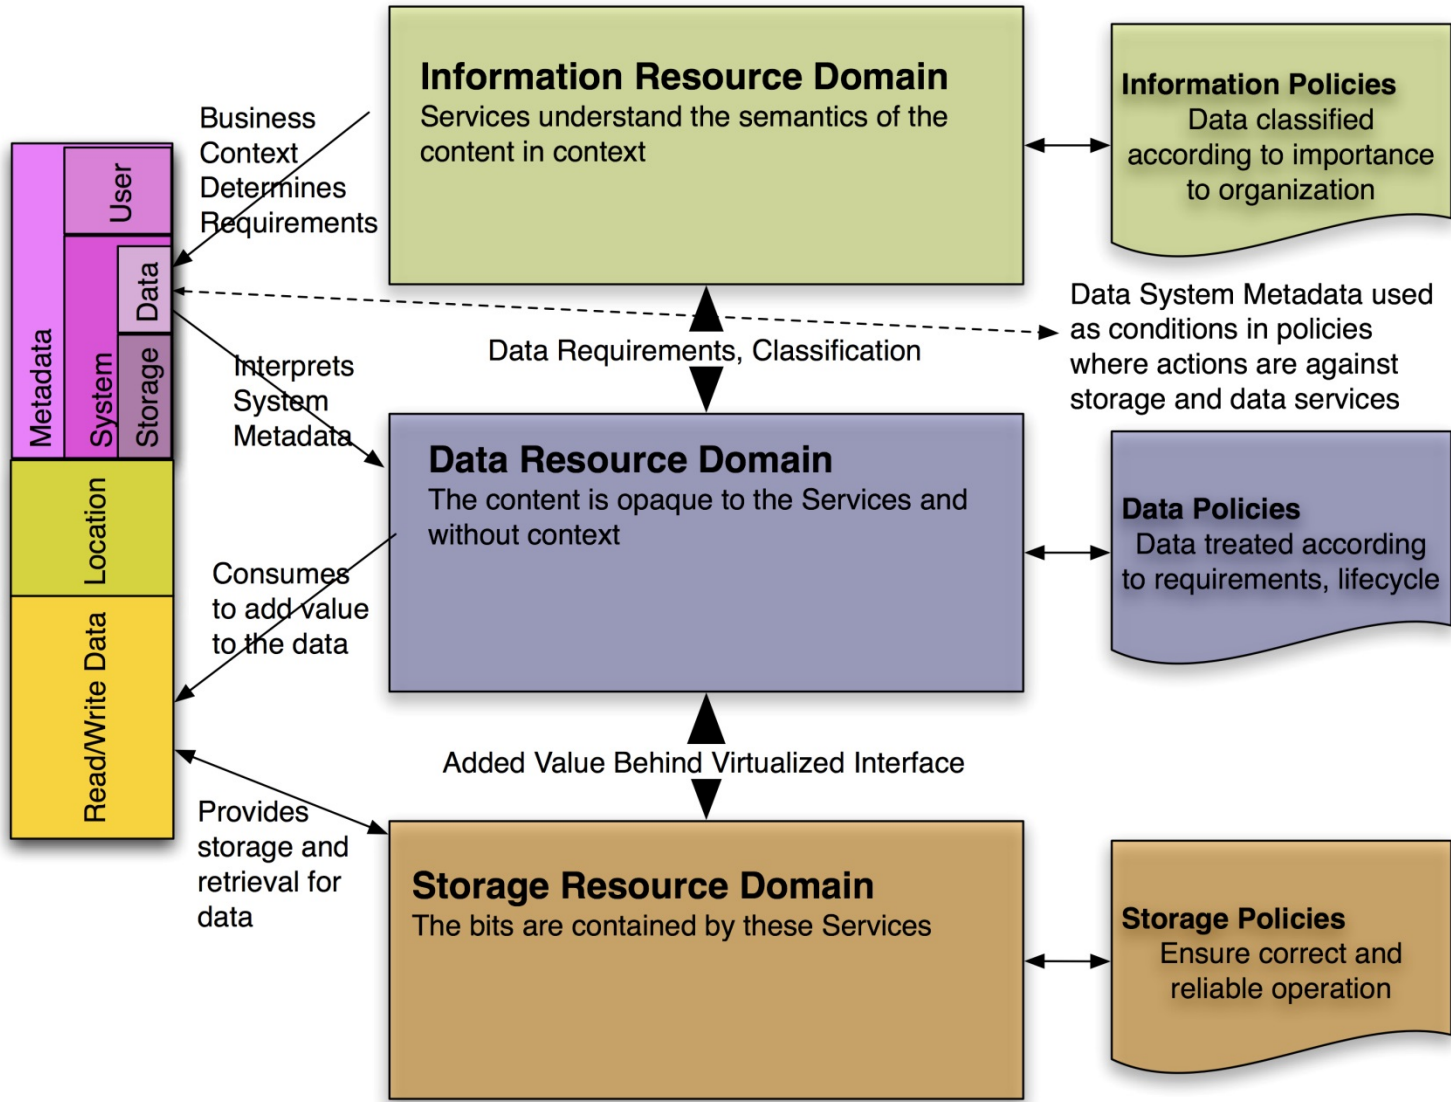 Information Resource Domain
Services understand the semantics of the
content in context
Information Policies
Data classified
according to importance
to organization
Business
Context
Determines
Requirements
Metadata
User
System
Data
Storage
Location
Read/Write Data
Data Requirements, Classification
Data System Metadata used
as conditions in policies
where actions are against
storage and data services
Interprets
System
Metadata
Data Resource Domain
The content is opaque to the Services and
without context
Data Policies
Data treated according
to requirements, lifecycle
Consumes
to add value
to the data
Added Value Behind Virtualized Interface
Provides
storage and
retrieval for
data
Storage Resource Domain
The bits are contained by these Services
Storage Policies
Ensure correct and
reliable operation